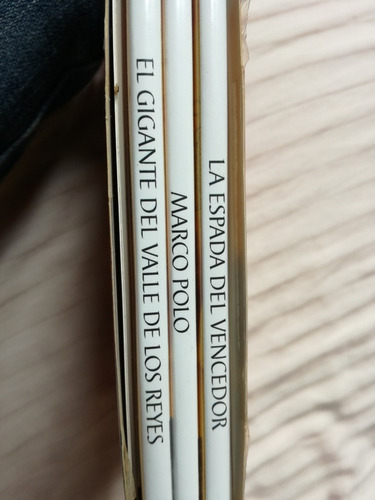 EL GIGANTE DEL VALLE DE LOS REYES
MARCO POLO
LA ESPADA DEL VENCEDOR